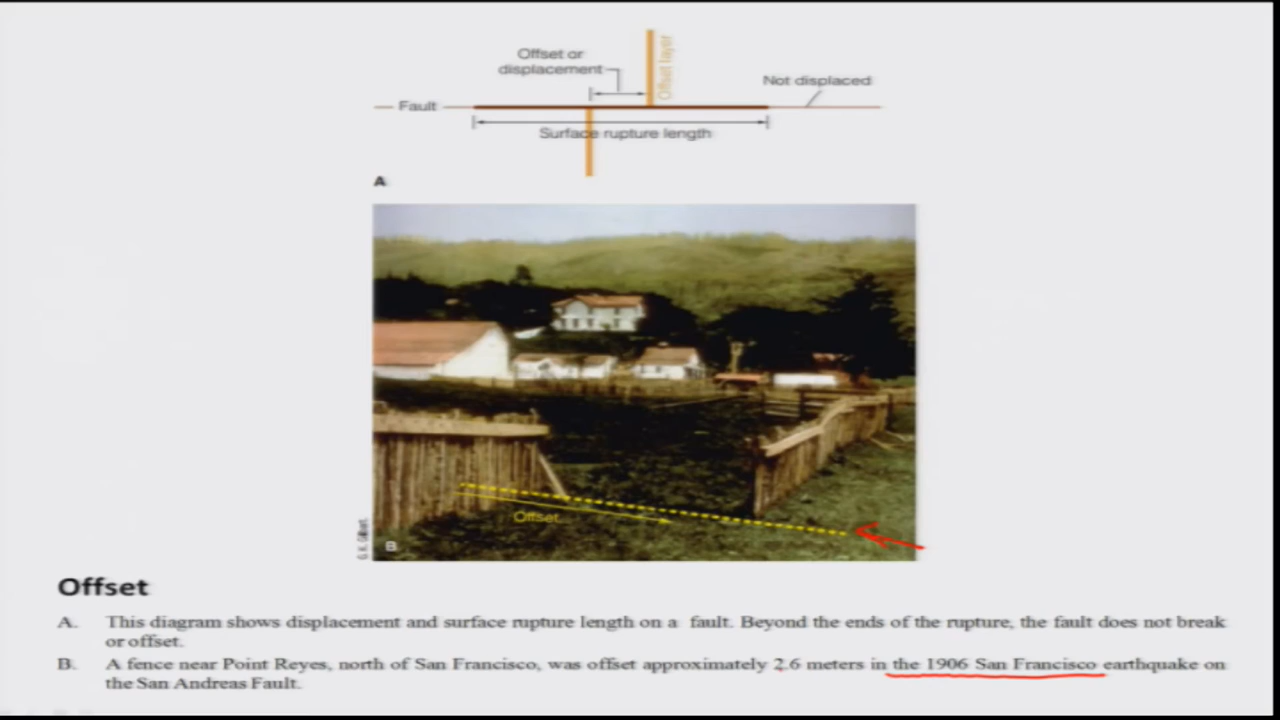 Offset or
displacement
Offset layer
Not displaced
Fault
Surface rupture length
A
Offset
G. K. Gilbert
B
Offset
A. This diagram shows displacement and surface rupture length on a fault. Beyond the ends of the rupture, the fault does not break
or offset.
B. A fence near Point Reyes, north of San Francisco, was offset approximately 2.6 meters in the 1906 San Francisco earthquake on
the San Andreas Fault.